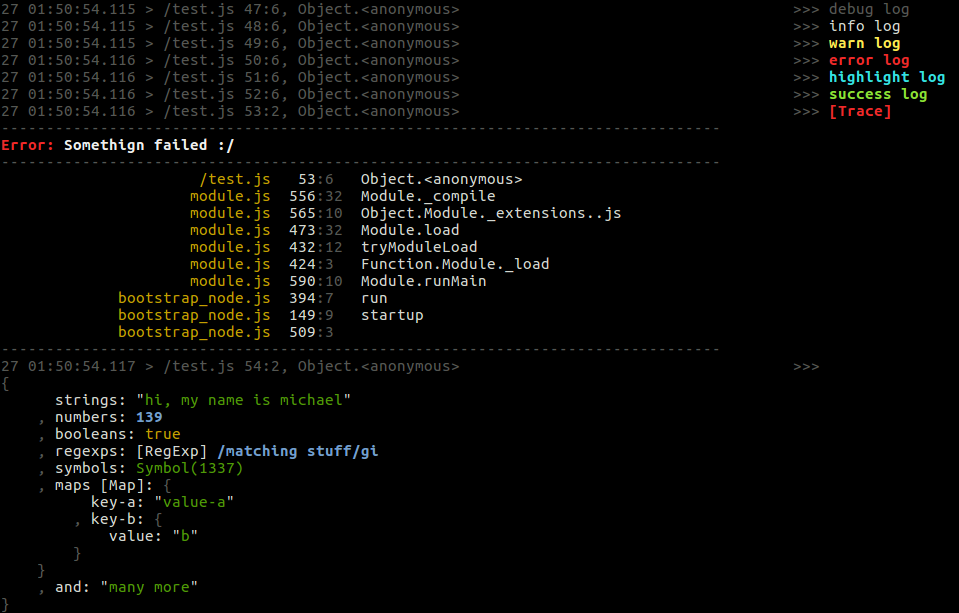 27 01:50:54.115 > /test.js 47:6, Object.<anonymous> >>> debug log
27 01:50:54.115 > /test.js 48:6, Object.<anonymous> >>> info log
27 01:50:54.115 > /test.js 49:6, Object.<anonymous> >>> warn log
27 01:50:54.116 > /test.js 50:6, Object.<anonymous> >>> error log
27 01:50:54.116 > /test.js 51:6, Object.<anonymous> >>> highlight log
27 01:50:54.116 > /test.js 52:6, Object.<anonymous> >>> success log
27 01:50:54.116 > /test.js 53:2, Object.<anonymous> >>> [Trace]
--------------------------------------------------------------------------------
Error: Somethign failed :/
--------------------------------------------------------------------------------
/test.js 53:6 Object.<anonymous>
module.js 556:32 Module._compile
module.js 565:10 Object.Module._extensions..js
module.js 473:32 Module.load
module.js 432:12 tryModuleLoad
module.js 424:3 Function.Module._load
module.js 590:10 Module.runMain
bootstrap_node.js 394:7 run
bootstrap_node.js 149:9 startup
bootstrap_node.js 509:3
--------------------------------------------------------------------------------
27 01:50:54.117 > /test.js 54:2, Object.<anonymous> >>>
{
strings: "hi, my name is michael"
, numbers: 139
, booleans: true
, regexps: [RegExp] /matching stuff/gi
, symbols: Symbol(1337)
, maps [Map]: {
key-a: "value-a"
, key-b: {
value: "b"
}
}
, and: "many more"
}